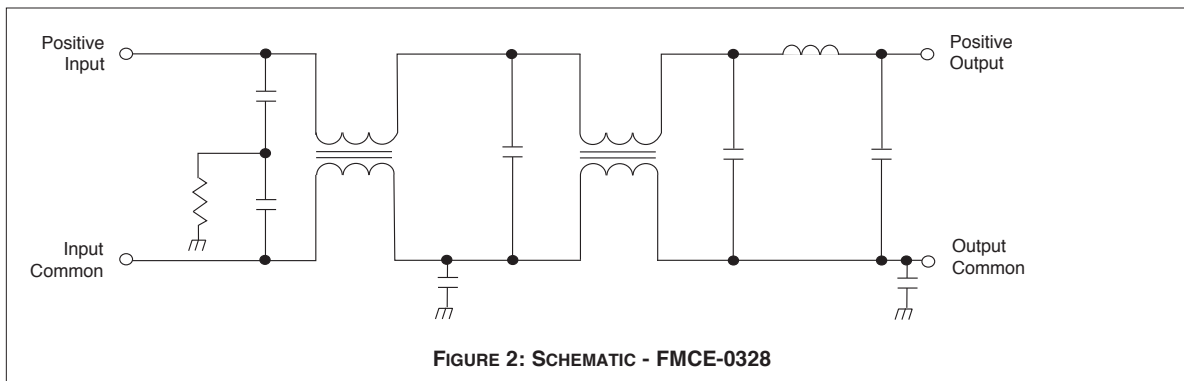 Positive
Input
Positive
Output
Input
Common
Output
Common
FIGURE 2: SCHEMATIC - FMCE-0328